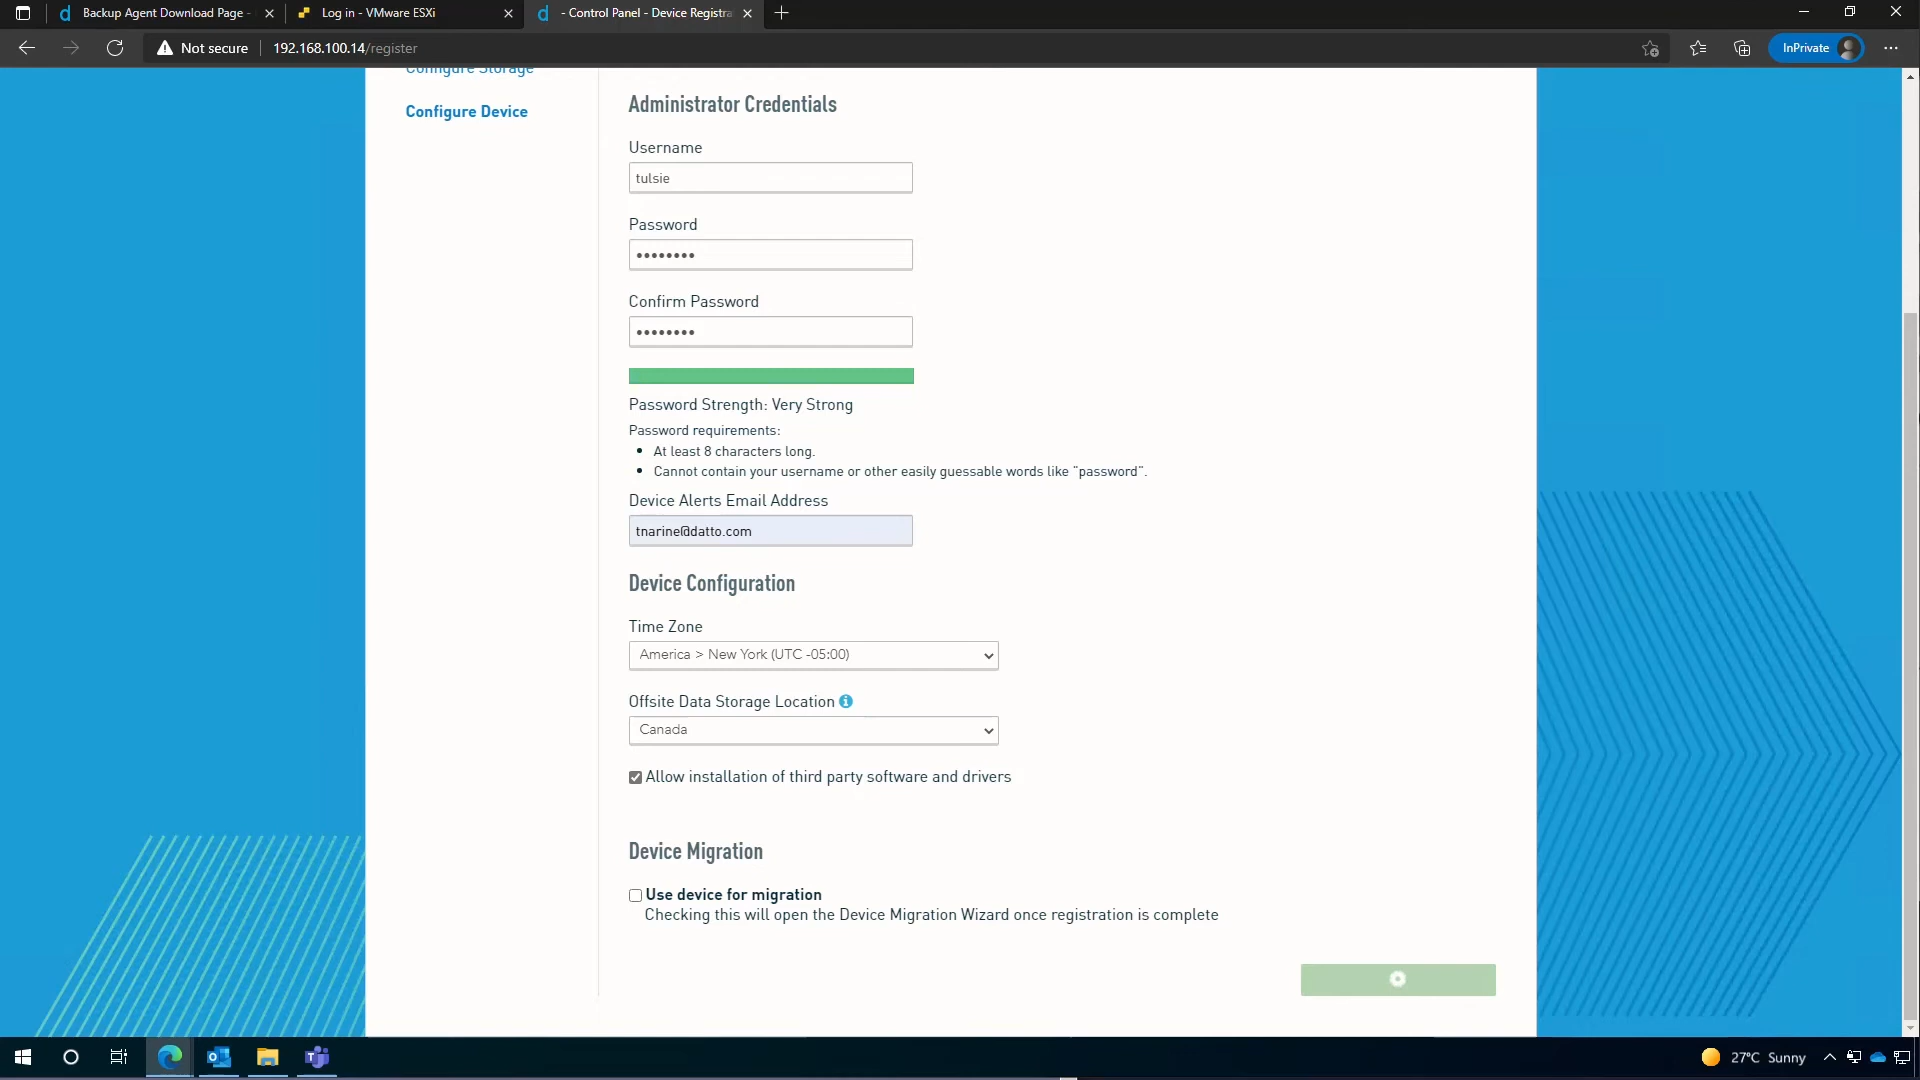 Backup Agent Download Page -
Log in - VMware ESXi
- Control Panel - Device Registra
Not secure
192.168.100.14/register
InPrivate
Configure Storage
Configure Device
Administrator Credentials
Username
tulsie
Password
••••••••
Confirm Password
••••••••
Password Strength: Very Strong
Password requirements:
• At least 8 characters long.
• Cannot contain your username or other easily guessable words like "password".
Device Alerts Email Address
tnarine@datto.com
Device Configuration
Time Zone
America > New York (UTC -05:00)
Offsite Data Storage Location
Canada
Allow installation of third party software and drivers
Device Migration
Use device for migration
Checking this will open the Device Migration Wizard once registration is complete
27°C Sunny